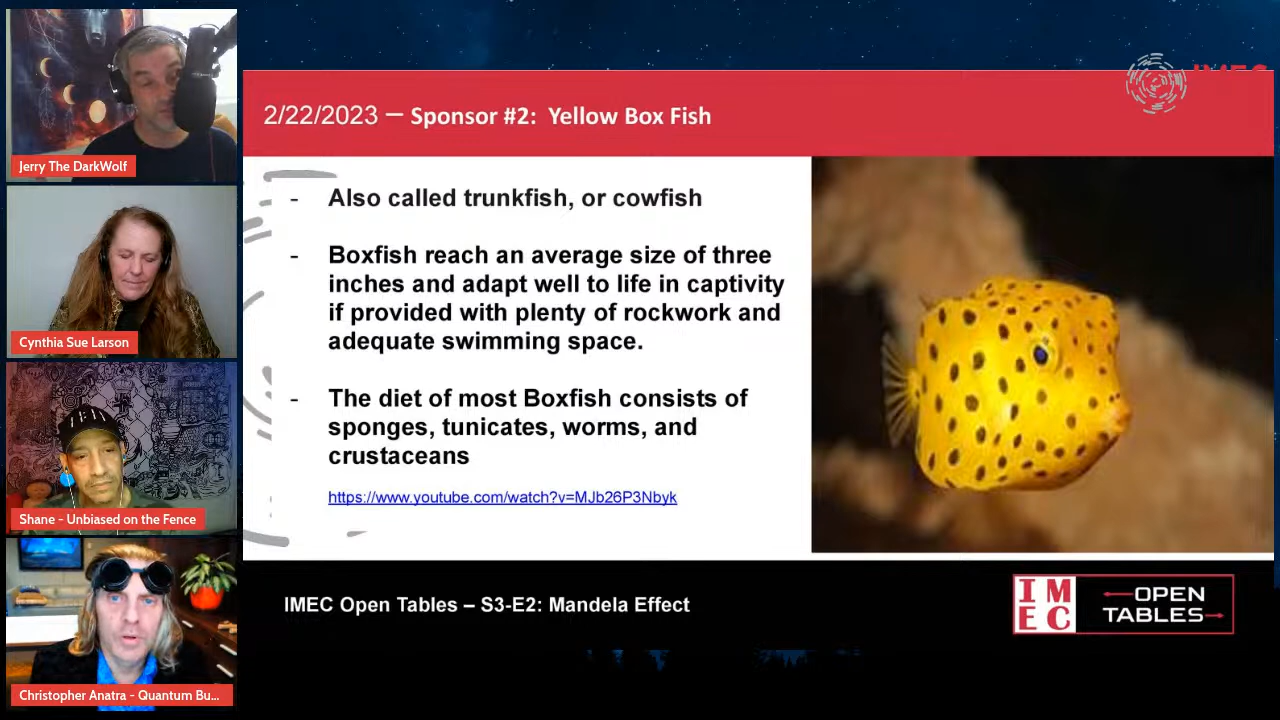 Jerry The DarkWolf
Cynthia Sue Larson
Shane - Unbiased on the Fence
Christopher Anatra - Quantum Bu...
IMEC
2/22/2023 – Sponsor #2: Yellow Box Fish
- Also called trunkfish, or cowfish
- Boxfish reach an average size of three
inches and adapt well to life in captivity
if provided with plenty of rockwork and
adequate swimming space.
- The diet of most Boxfish consists of
sponges, tunicates, worms, and
crustaceans
https://www.youtube.com/watch?v=MJb26P3Nbyk
IMEC Open Tables – S3-E2: Mandela Effect
IM
EC
OPEN
TABLES